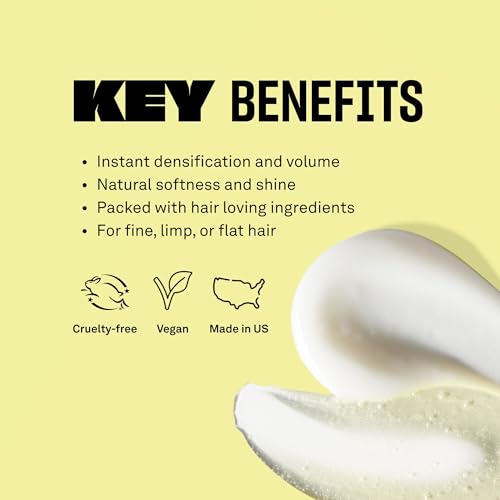 KEY BENEFITS
• Instant densification and volume
• Natural softness and shine
• Packed with hair loving ingredients
• For fine, limp, or flat hair
Cruelty-free Vegan Made in US